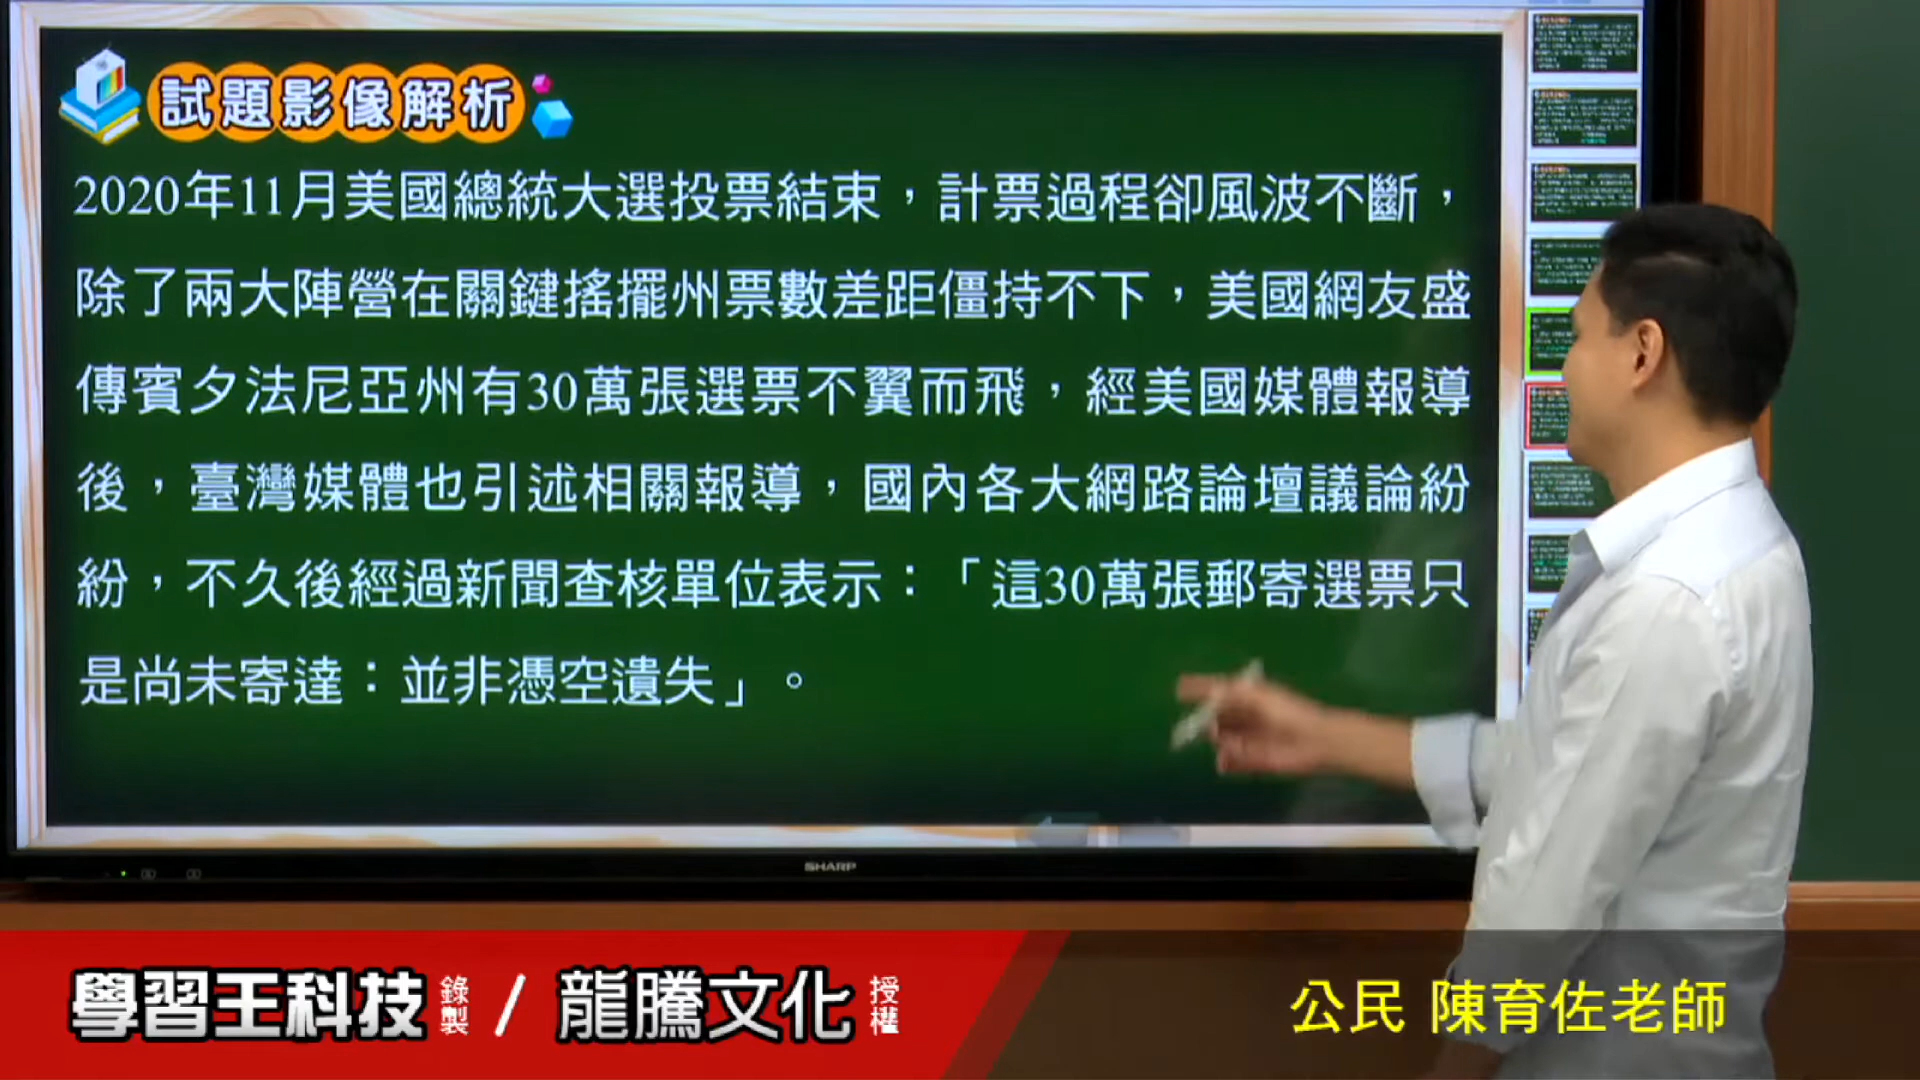 試題影像解析
2020年11月美國總統大選投票結束，計票過程卻風波不斷，
除了兩大陣營在關鍵搖擺州票數差距僵持不下，美國網友盛
傳賓夕法尼亞州有30萬張選票不翼而飛，經美國媒體報導
後，臺灣媒體也引述相關報導，國內各大網路論壇議論紛
紛，不久後經過新聞查核單位表示：「這30萬張郵寄選票只
是尚未寄達：並非憑空遺失」。
SHARP
學習王科技錄製/龍騰文化授權
公民 陳育佐老師